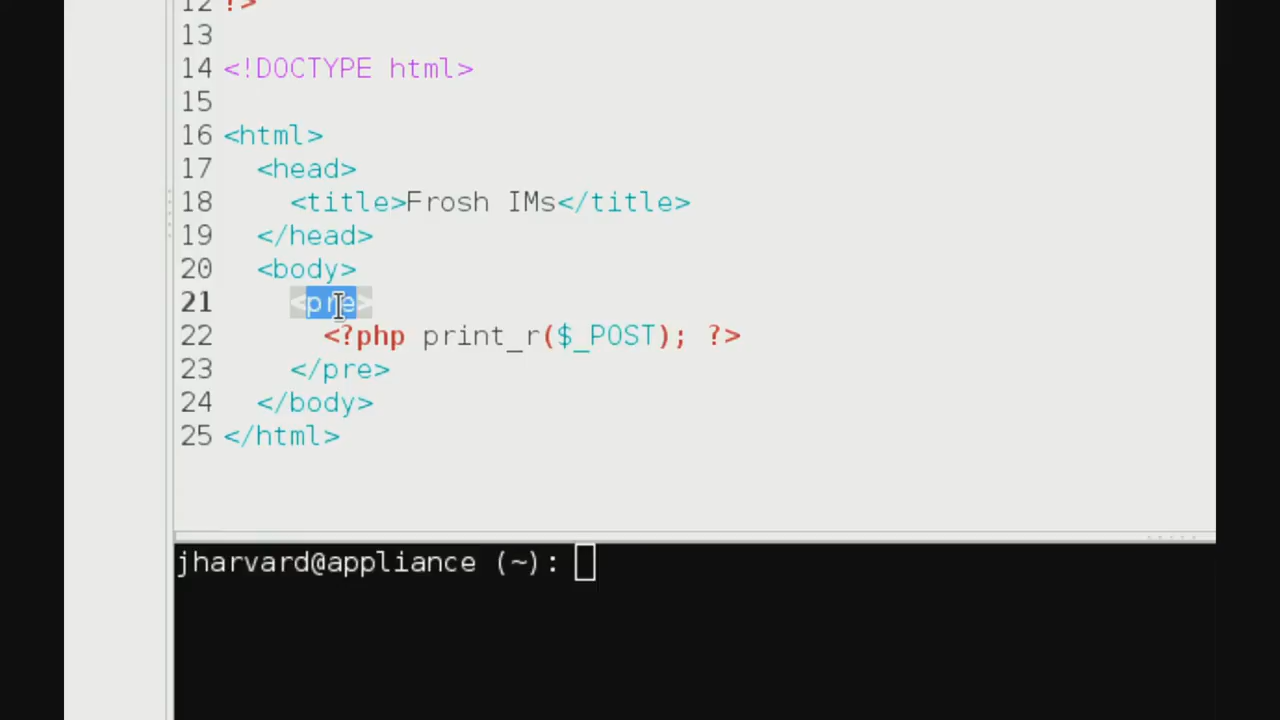 12 !>
13
14 <!DOCTYPE html>
15
16 <html>
17 <head>
18 <title>Frosh IMs</title>
19 </head>
20 <body>
21 <pre>
22 <?php print_r($_POST); ?>
23 </pre>
24 </body>
25 </html>
jharvard@appliance (~):